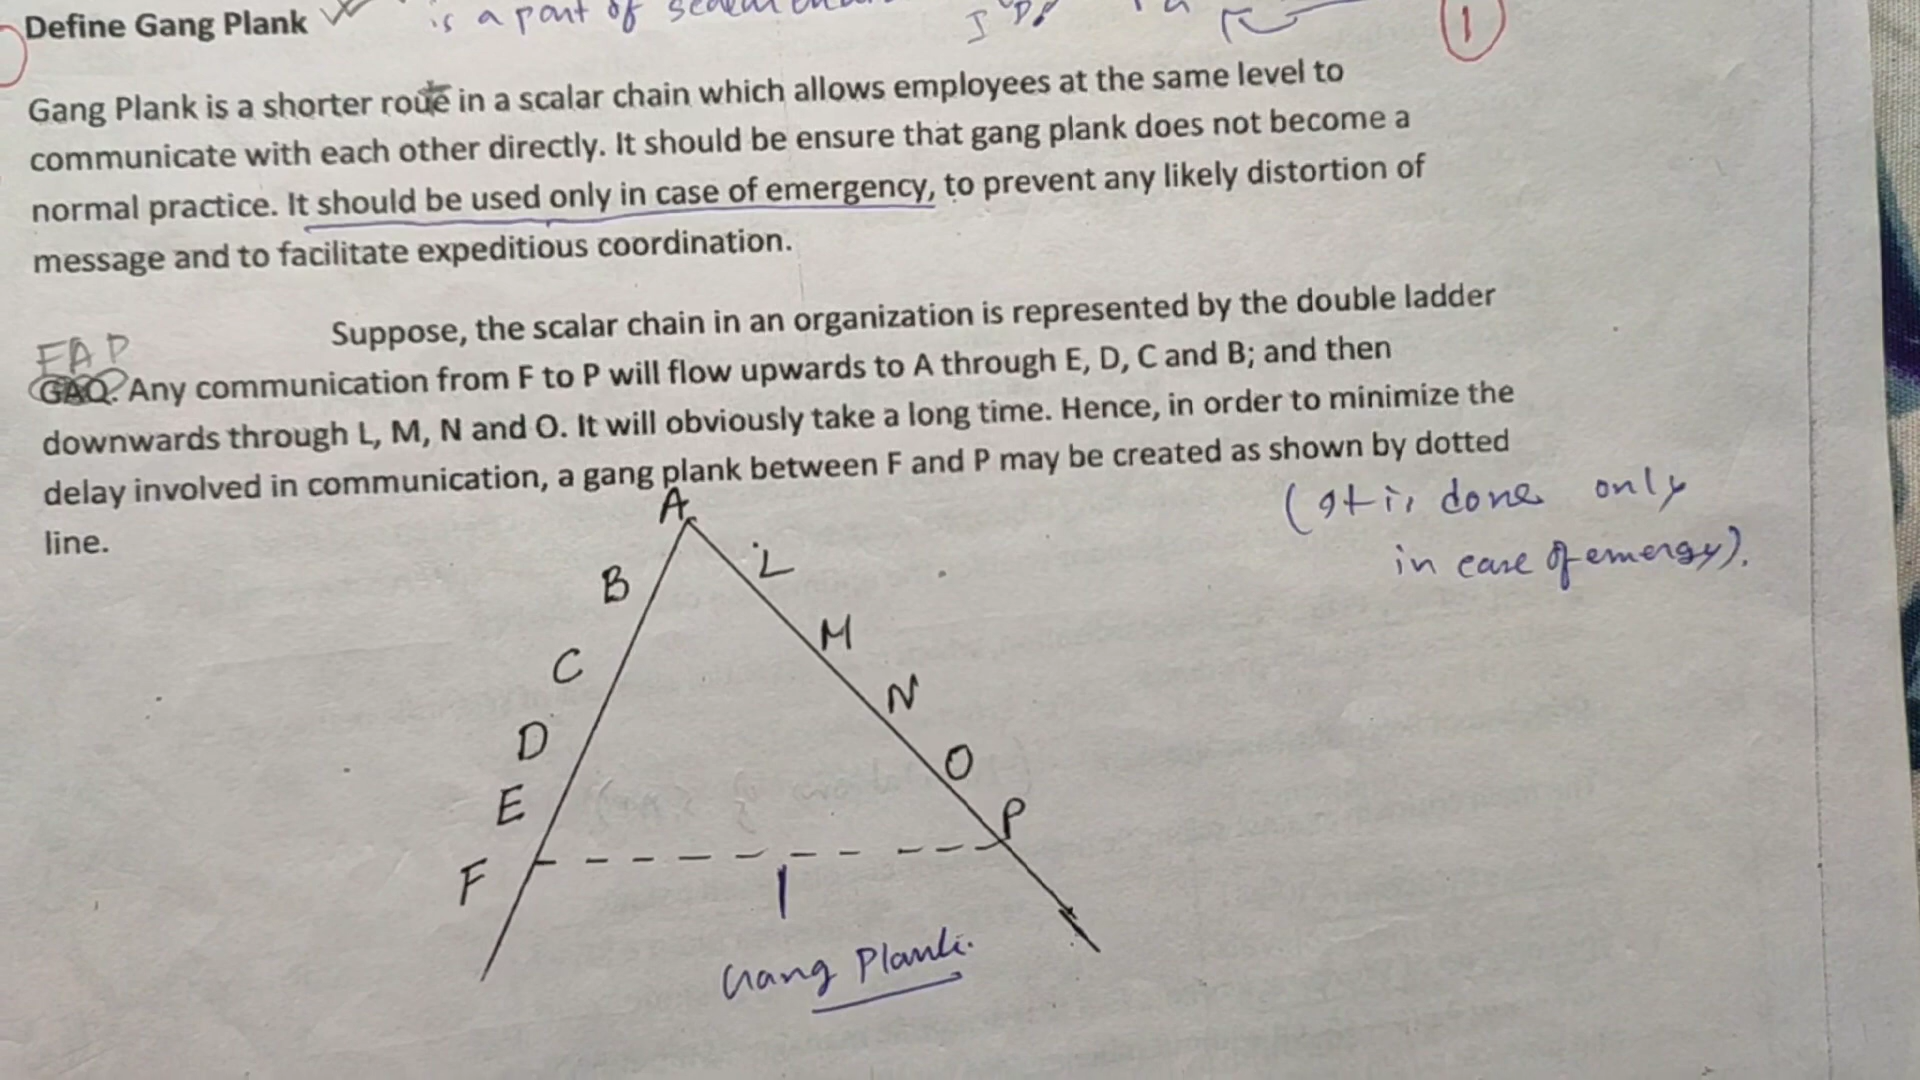 Define Gang Plank
is a part of
1
Gang Plank is a shorter route in a scalar chain which allows employees at the same level to
communicate with each other directly. It should be ensure that gang plank does not become a
normal practice. It should be used only in case of emergency, to prevent any likely distortion of
message and to facilitate expeditious coordination.
Suppose, the scalar chain in an organization is represented by the double ladder
FAP
GAQ. Any communication from F to P will flow upwards to A through E, D, C and B; and then
downwards through L, M, N and O. It will obviously take a long time. Hence, in order to minimize the
delay involved in communication, a gang plank between F and P may be created as shown by dotted
line.
(It is done only
in case of emergy).
A
B
L
C
M
D
N
E
O
F
P
Gang Plank.